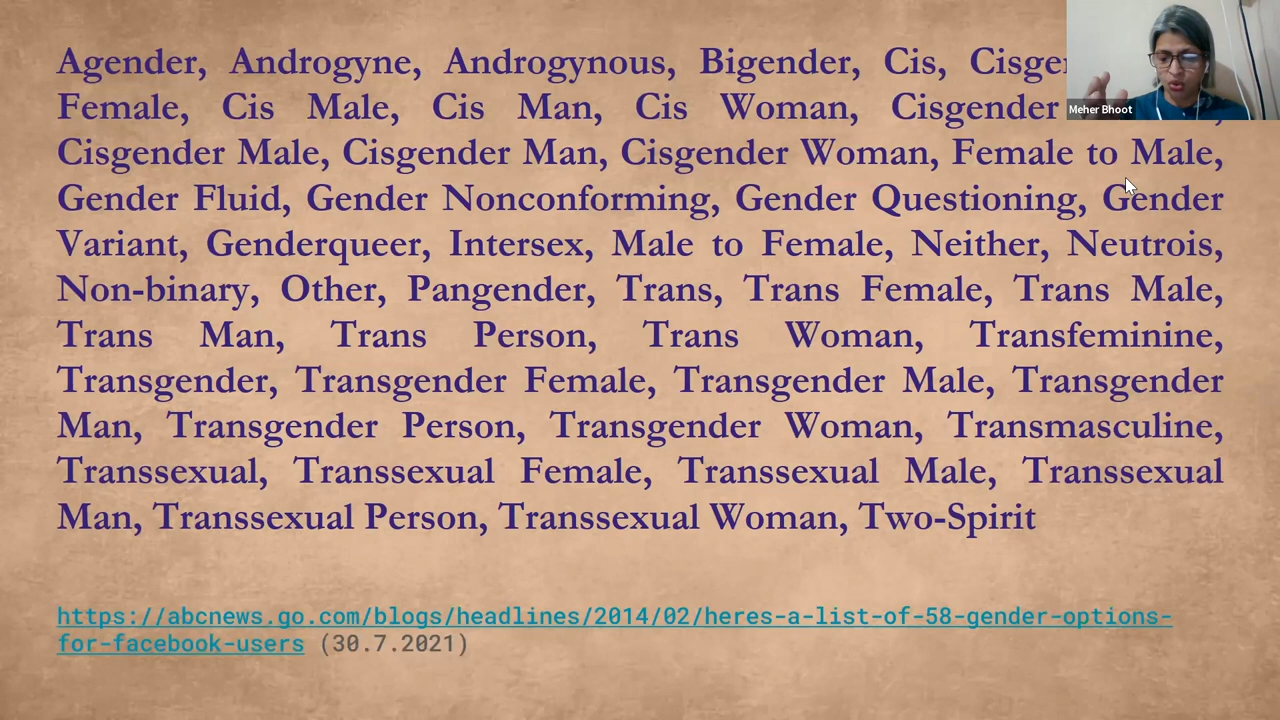 Agender, Androgyne, Androgynous, Bigender, Cis,
Female, Cis Male, Cis Man, Cis Woman, Cisgender
Cisgender Male, Cisgender Man, Cisgender Woman, Female to Male,
Gender Fluid, Gender Nonconforming, Gender Questioning, Gender
Variant, Genderqueer, Intersex, Male to Female, Neither, Neutrois,
Non-binary, Other, Pangender, Trans, Trans Female, Trans Male,
Trans Man, Trans Person, Trans Woman, Transfeminine,
Transgender, Transgender Female, Transgender Male, Transgender
Man, Transgender Person, Transgender Woman, Transmasculine,
Transsexual, Transsexual Female, Transsexual Male, Transsexual
Man, Transsexual Person, Transsexual Woman, Two-Spirit
https://abcnews.go.com/blogs/headlines/2014/02/heres-a-list-of-58-gender-options-
for-facebook-users (30.7.2021)
Meher Bhoot